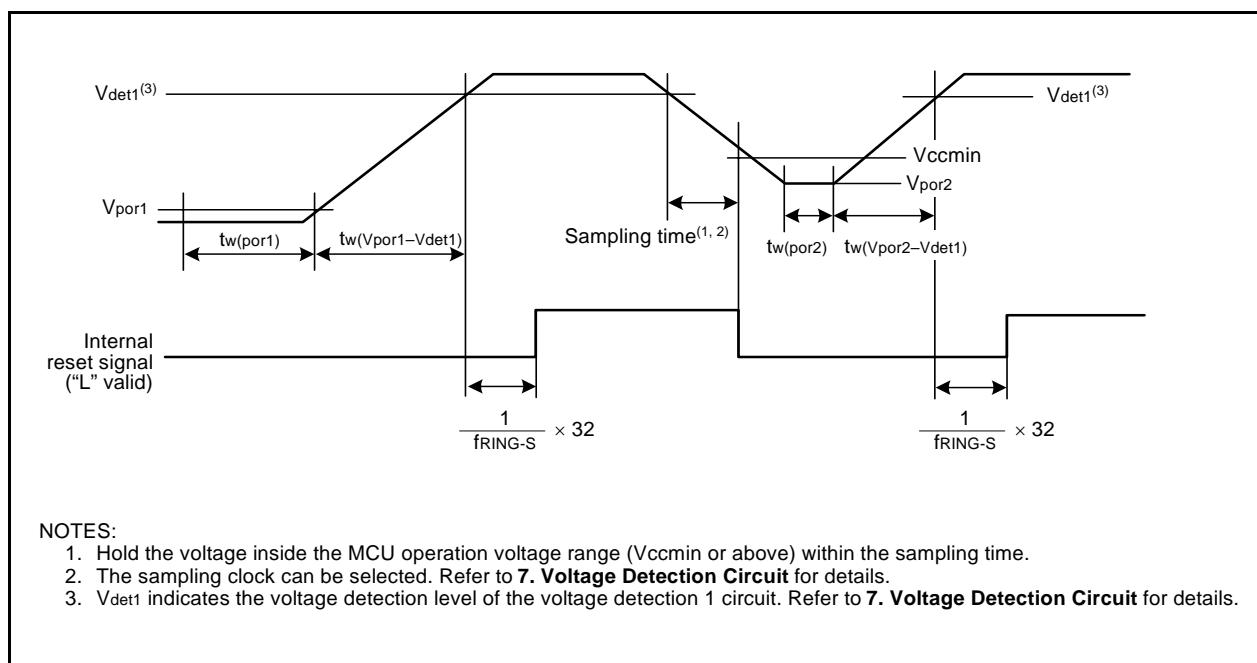 Vdet1(3)
Vdet1(3)
Vccmin
Vpor1
Vpor2
tw(por1)
tw(Vpor1–Vdet1)
Sampling time(1, 2)
tw(por2)
tw(Vpor2–Vdet1)
Internal
reset signal
(“L” valid)
1
fRING-S
× 32
1
fRING-S
× 32
NOTES:
1. Hold the voltage inside the MCU operation voltage range (Vccmin or above) within the sampling time.
2. The sampling clock can be selected. Refer to 7. Voltage Detection Circuit for details.
3. Vdet1 indicates the voltage detection level of the voltage detection 1 circuit. Refer to 7. Voltage Detection Circuit for details.